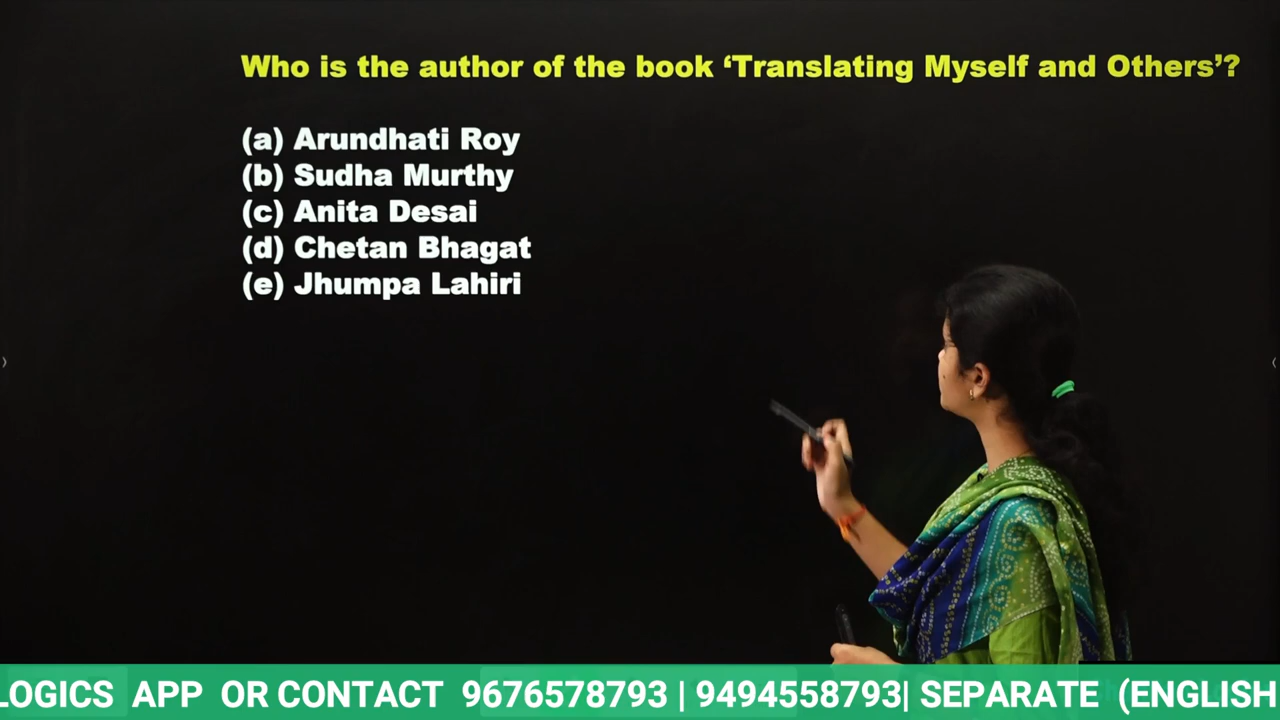 Who is the author of the book ‘Translating Myself and Others’?
(a) Arundhati Roy
(b) Sudha Murthy
(c) Anita Desai
(d) Chetan Bhagat
(e) Jhumpa Lahiri
LOGICS APP OR CONTACT 9676578793 | 9494558793| SEPARATE (ENGLISH